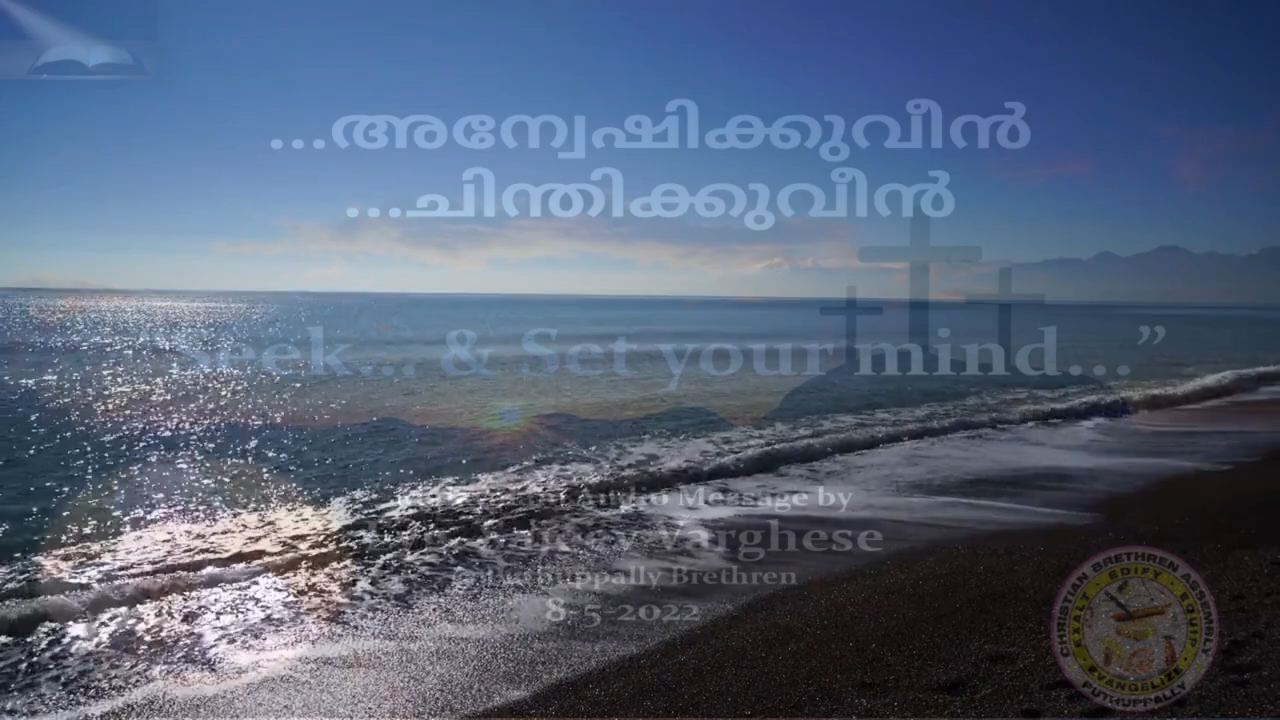 ...അന്വേഷിക്കുവീൻ
...ചിന്തിക്കുവീൻ
Seek... & Set your mind...”
Audio Message by
Varghese
Puthuppally Brethren
8-5-2022
CHRISTIAN BRETHREN ASSEMBLY
EXALT EDIFY EQUIP
EVANGELIZE
PUTHUPPALLY